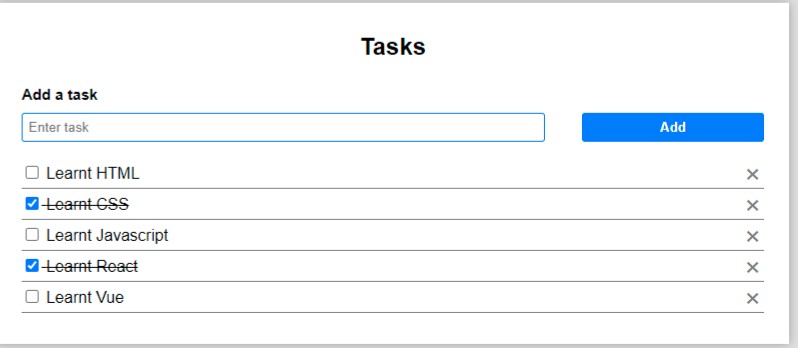 Tasks
Add a task
Enter task Add
Learnt HTML
Learnt CSS
Learnt Javascript
Learnt React
Learnt Vue